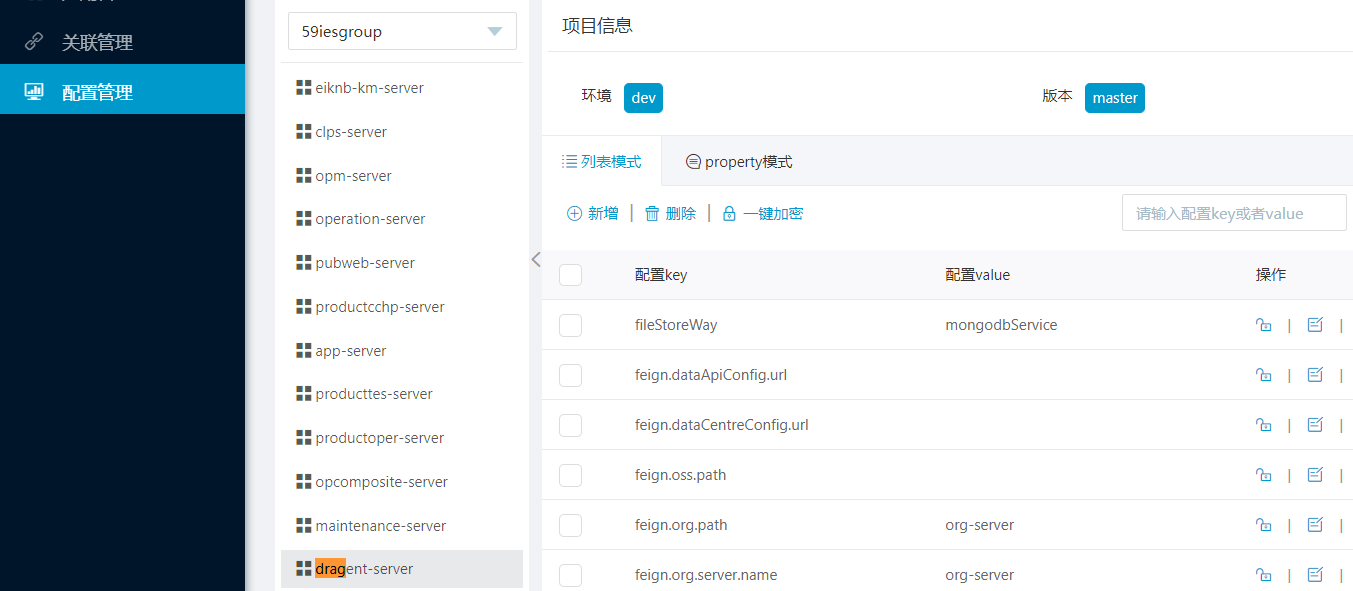 关联管理
配置管理
59iesgroup
eiknb-km-server
clps-server
opm-server
operation-server
pubweb-server
productcchp-server
app-server
producttes-server
productoper-server
opcomposite-server
maintenance-server
dragent-server
项目信息
环境 dev 版本 master
列表模式 property模式
新增 | 删除 | 一键加密 请输入配置key或者value
配置key 配置value 操作
fileStoreWay mongodbService | |
feign.dataApiConfig.url | |
feign.dataCentreConfig.url | |
feign.oss.path | |
feign.org.path org-server | |
feign.org.server.name org-server | |